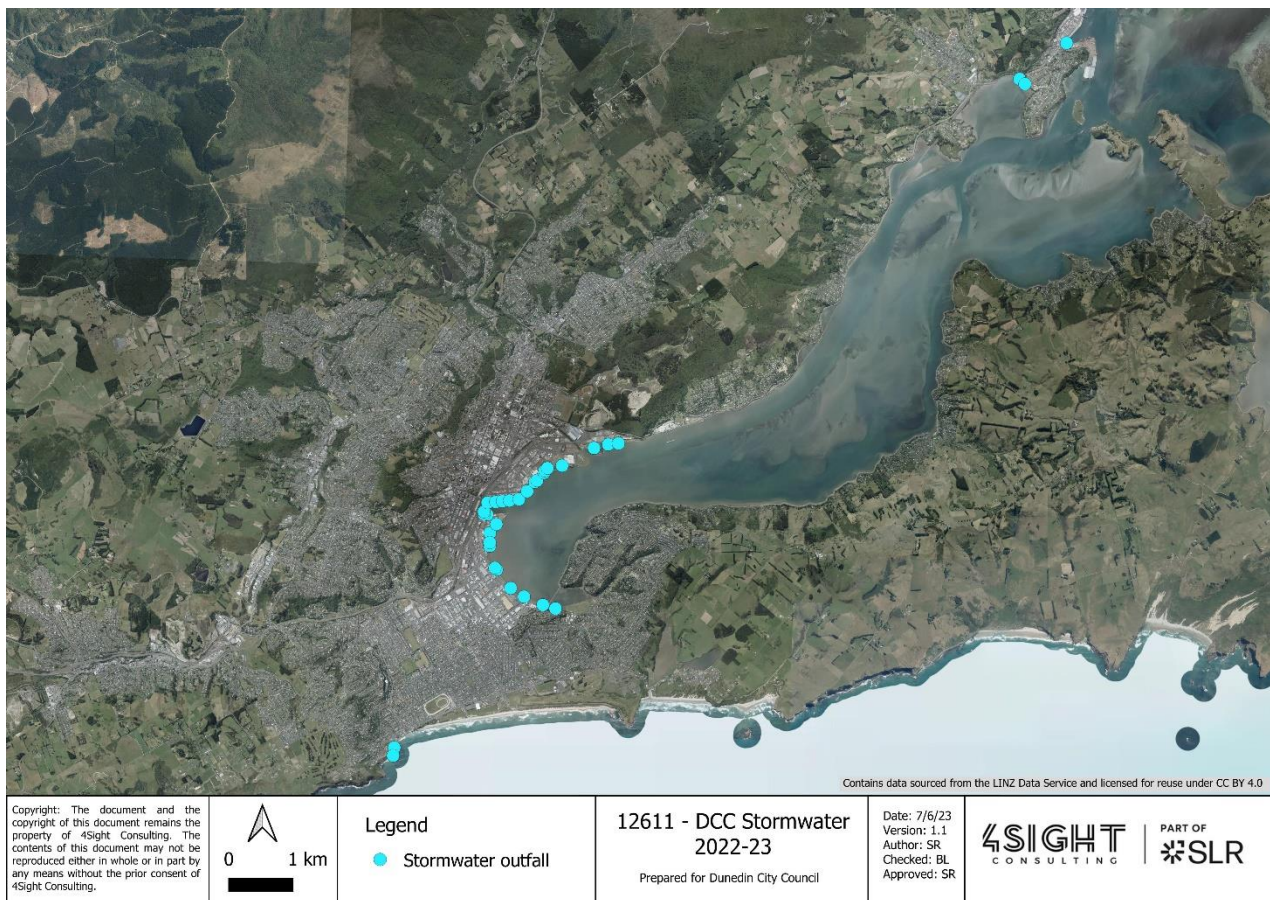 Contains data sourced from the LINZ Data Service and licensed for reuse under CC BY 4.0
Copyright: The document and the
copyright of this document remains the
property of 4Sight Consulting. The
contents of this document may not be
reproduced either in whole or in part by
any means without the prior consent of
4Sight Consulting.
0 1 km
Legend
Stormwater outfall
12611 - DCC Stormwater
2022-23
Prepared for Dunedin City Council
Date: 7/6/23
Version: 1.1
Author: SR
Checked: BL
Approved: SR
4SIGHT
CONSULTING
PART OF
SLR